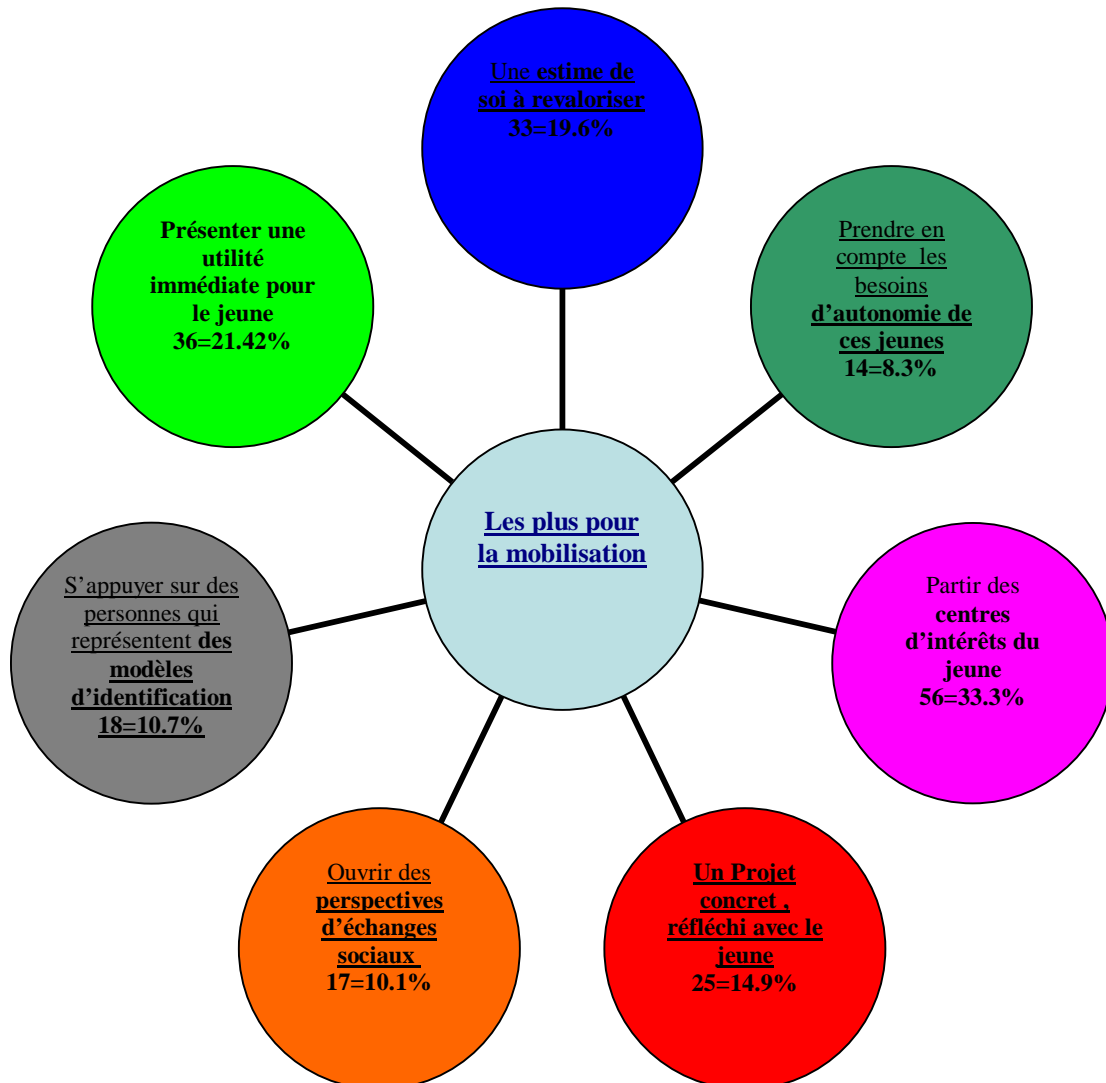 Une estime de
soi à revaloriser
33=19.6%
Présenter une
utilité
immédiate pour
le jeune
36=21.42%
Prendre en
compte les
besoins
d’autonomie de
ces jeunes
14=8.3%
Les plus pour
la mobilisation
S’appuyer sur des
personnes qui
représentent des
modèles
d’identification
18=10.7%
Partir des
centres
d’intérêts du
jeune
56=33.3%
Ouvrir des
perspectives
d’échanges
sociaux
17=10.1%
Un Projet
concret ,
réfléchi avec le
jeune
25=14.9%